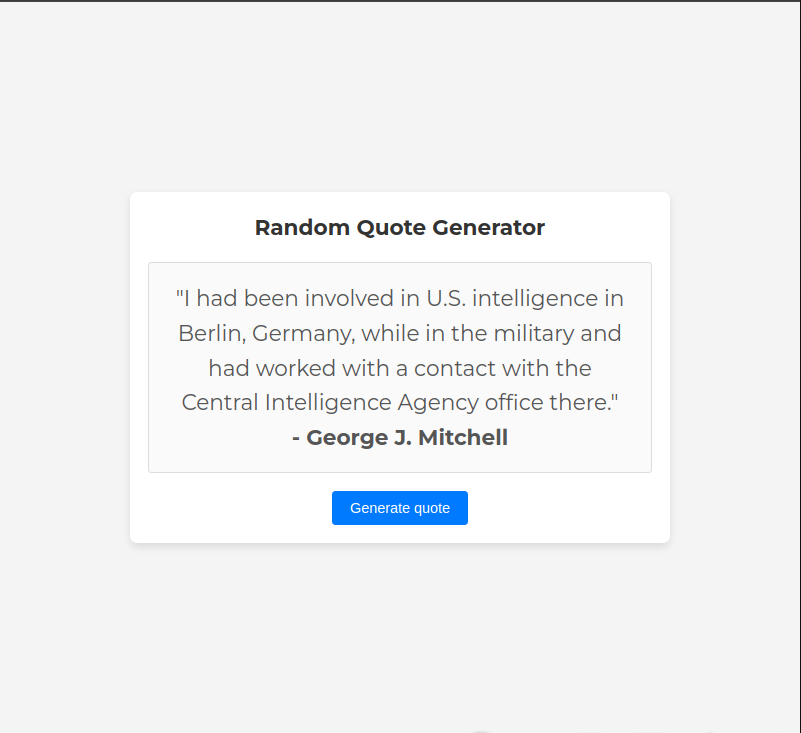 Random Quote Generator
"I had been involved in U.S. intelligence in
Berlin, Germany, while in the military and
had worked with a contact with the
Central Intelligence Agency office there."
- George J. Mitchell
Generate quote